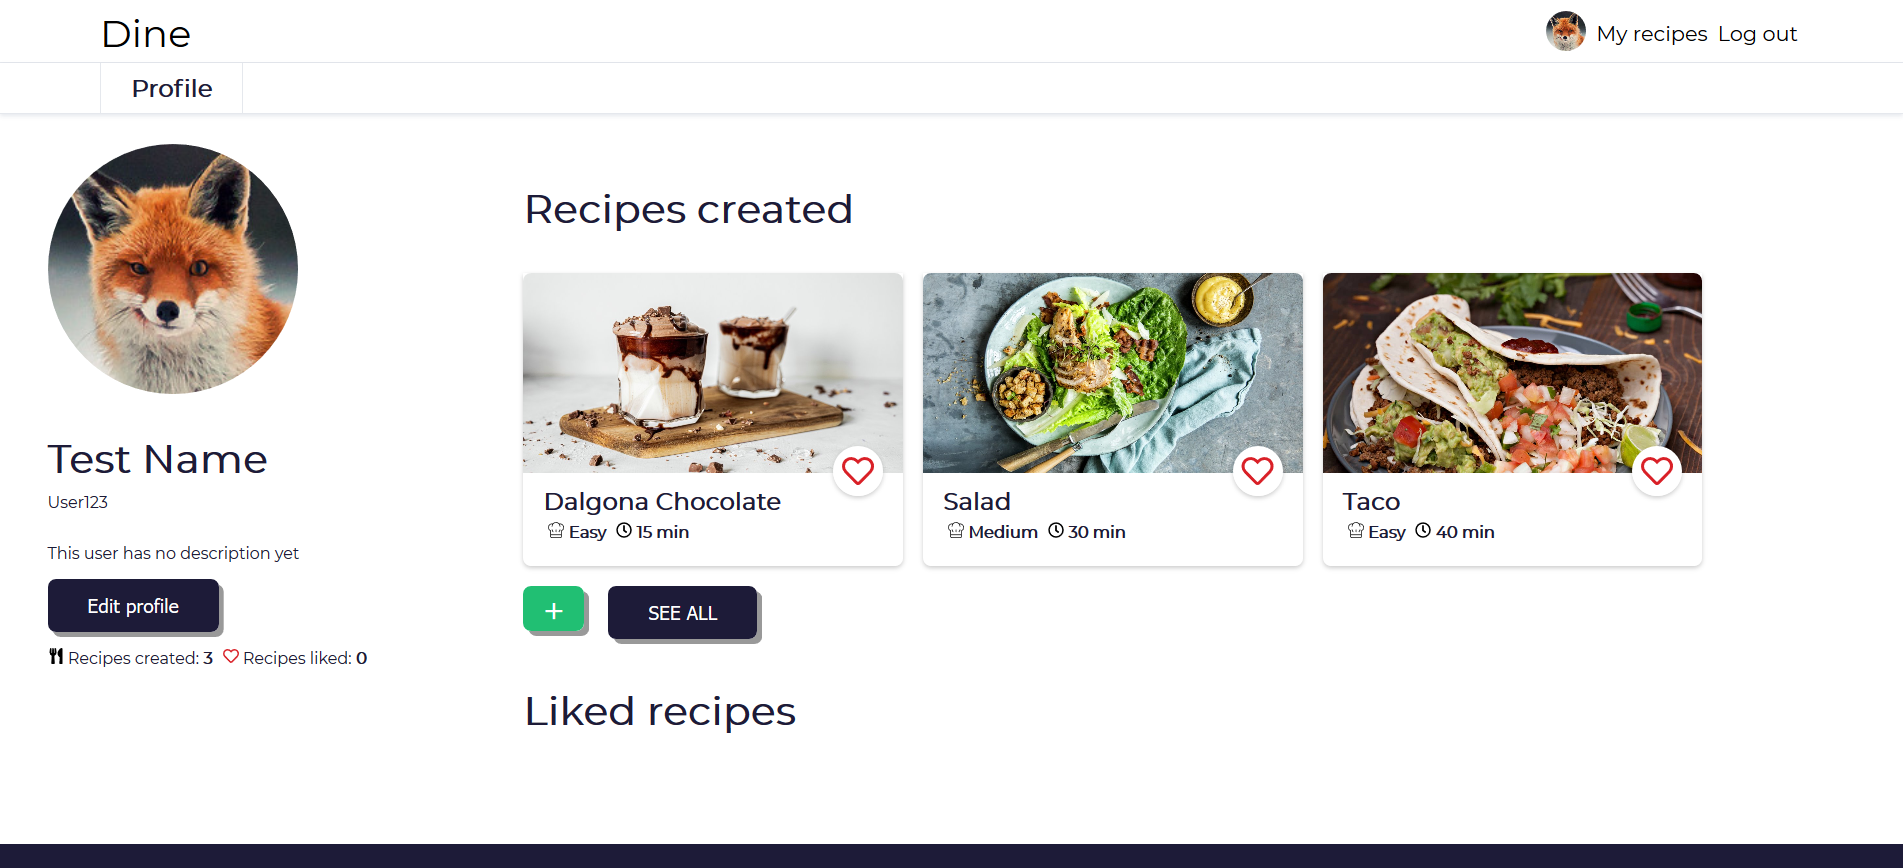 Dine
My recipes Log out
Profile
Test Name
User123
This user has no description yet
Edit profile
Recipes created: 3 Recipes liked: 0
Recipes created
Dalgona Chocolate
Easy 15 min
Salad
Medium 30 min
Taco
Easy 40 min
+
SEE ALL
Liked recipes